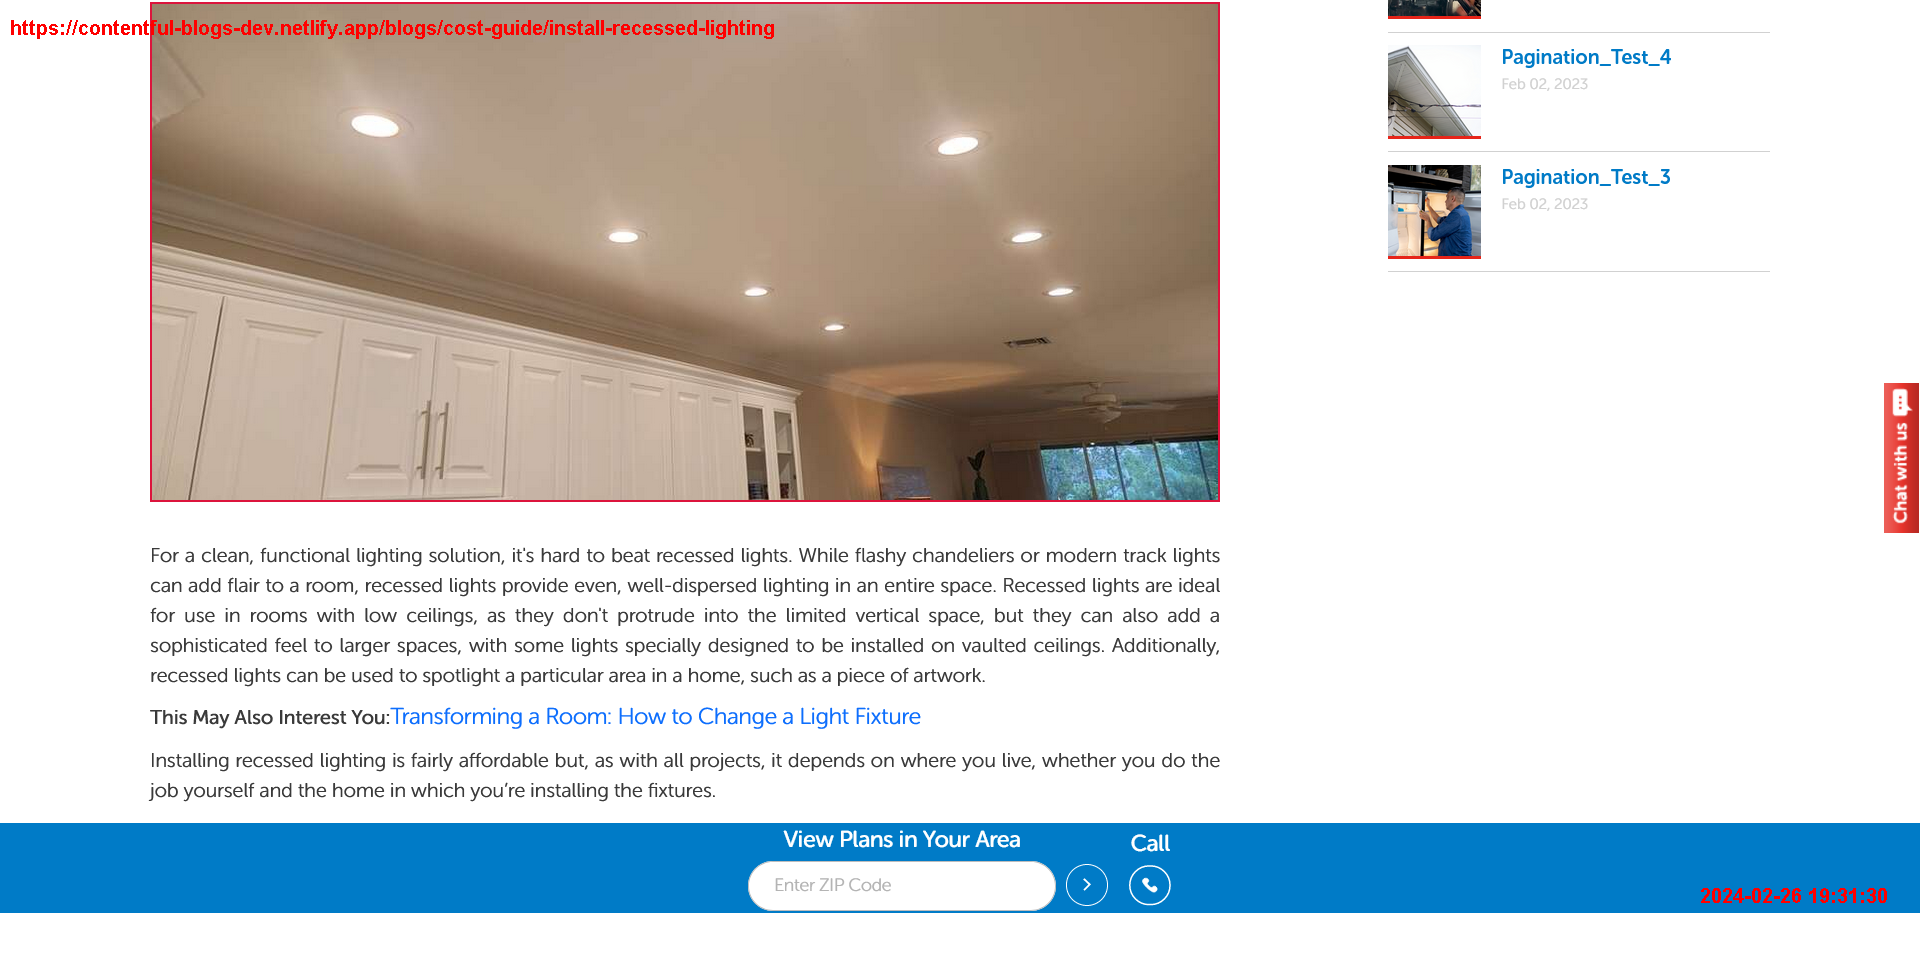 https://contentful-blogs-dev.netlify.app/blogs/cost-guide/install-recessed-lighting
Pagination_Test_4
Feb 02, 2023
Pagination_Test_3
Feb 02, 2023
Chat with us
For a clean, functional lighting solution, it's hard to beat recessed lights. While flashy chandeliers or modern track lights
can add flair to a room, recessed lights provide even, well-dispersed lighting in an entire space. Recessed lights are ideal
for use in rooms with low ceilings, as they don't protrude into the limited vertical space, but they can also add a
sophisticated feel to larger spaces, with some lights specially designed to be installed on vaulted ceilings. Additionally,
recessed lights can be used to spotlight a particular area in a home, such as a piece of artwork.
This May Also Interest You:Transforming a Room: How to Change a Light Fixture
Installing recessed lighting is fairly affordable but, as with all projects, it depends on where you live, whether you do the
job yourself and the home in which you’re installing the fixtures.
View Plans in Your Area
Call
Enter ZIP Code
2024-02-26 19:31:30